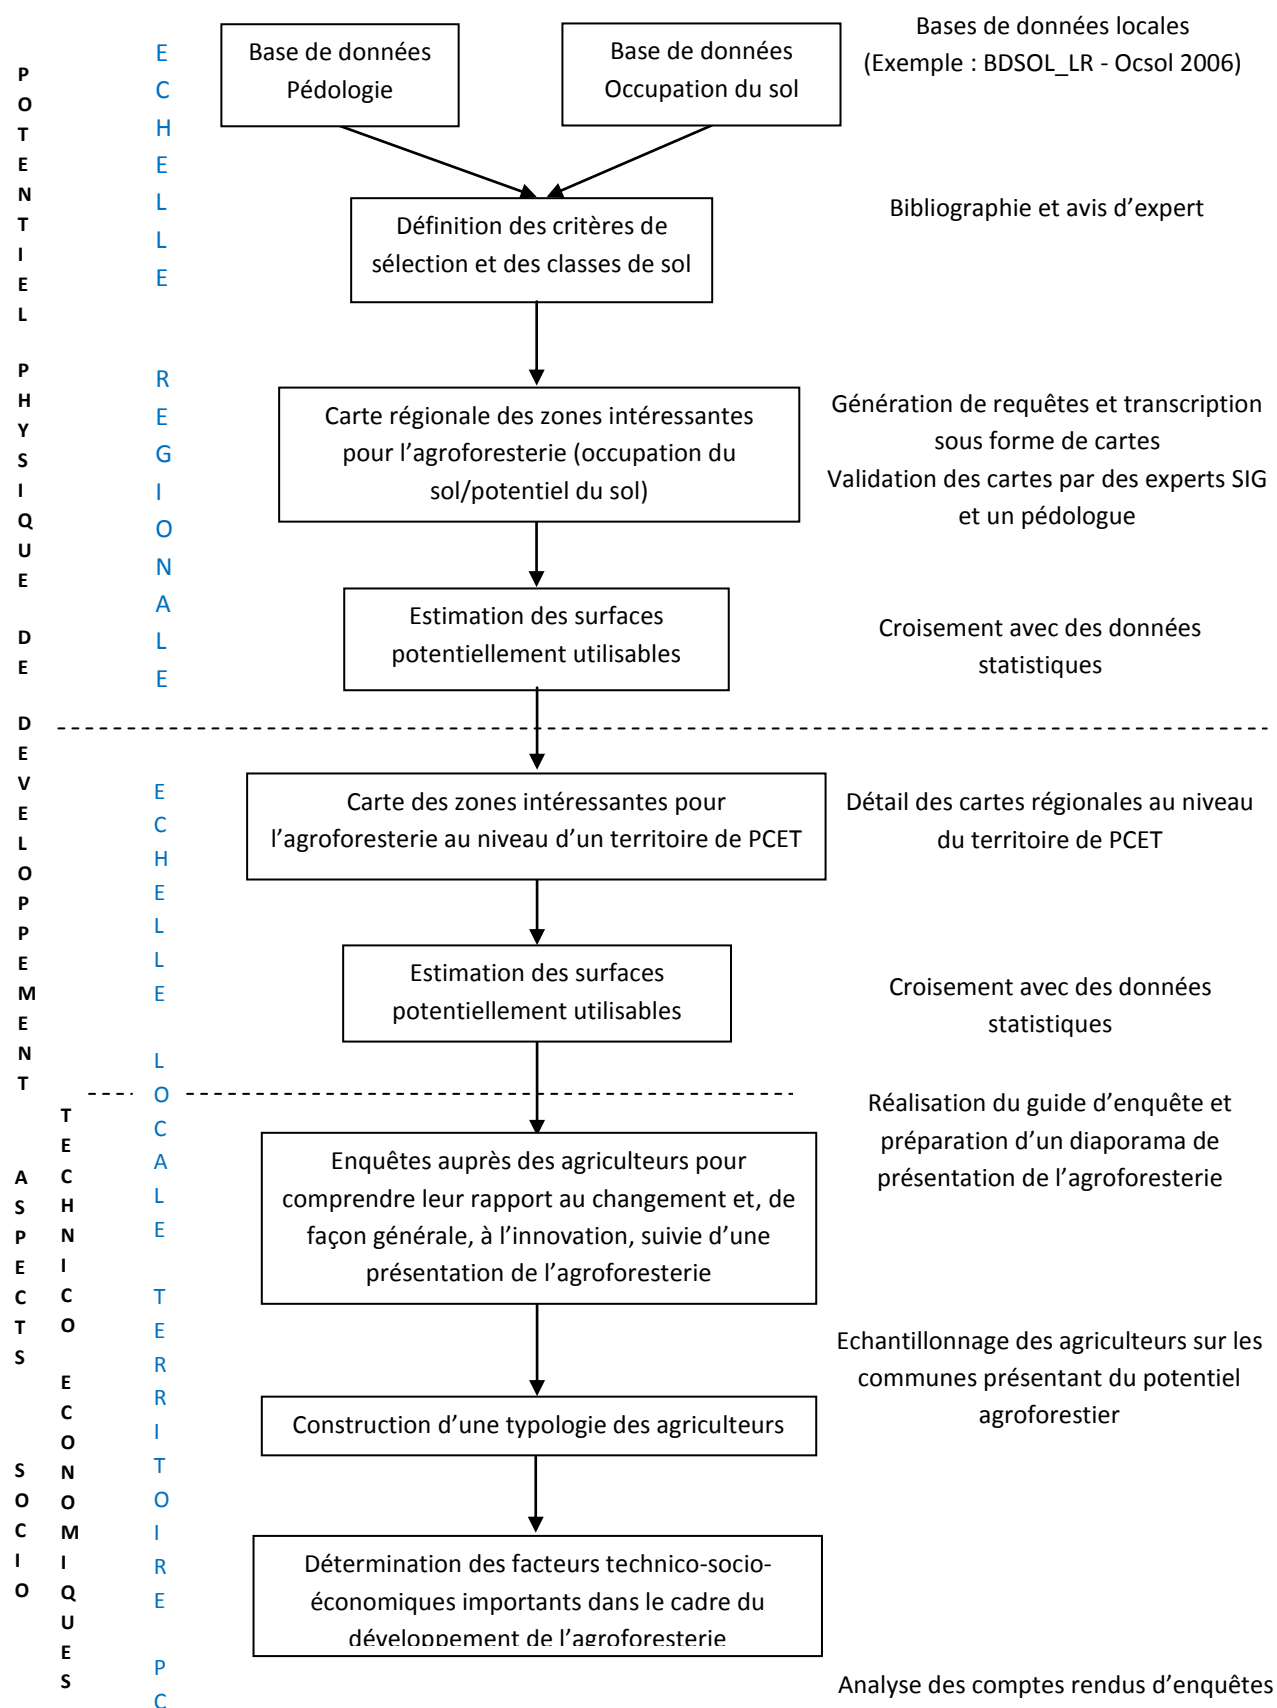 Bases de données locales
(Exemple : BDSOL_LR - Ocsol 2006)
Base de données
Pédologie
Base de données
Occupation du sol
Définition des critères de
sélection et des classes de sol
Bibliographie et avis d’expert
Carte régionale des zones intéressantes
pour l’agroforesterie (occupation du
sol/potentiel du sol)
Génération de requêtes et transcription
sous forme de cartes
Validation des cartes par des experts SIG
et un pédologue
Estimation des surfaces
potentiellement utilisables
Croisement avec des données
statistiques
Carte des zones intéressantes pour
l’agroforesterie au niveau d’un territoire de PCET
Détail des cartes régionales au niveau
du territoire de PCET
Estimation des surfaces
potentiellement utilisables
Croisement avec des données
statistiques
Réalisation du guide d’enquête et
préparation d’un diaporama de
présentation de l’agroforesterie
Enquêtes auprès des agriculteurs pour
comprendre leur rapport au changement et, de
façon générale, à l’innovation, suivie d’une
présentation de l’agroforesterie
Echantillonnage des agriculteurs sur les
communes présentant du potentiel
agroforestier
Construction d’une typologie des agriculteurs
Détermination des facteurs technico-socio-
économiques importants dans le cadre du
développement de l’agroforesterie
Analyse des comptes rendus d’enquêtes
POTENTIEL PHYSIQUE DE DEVELOPPEMENT
ASPECTS SOCIO
TECHNICO ECONOMIQUES
ECHELLE REGIONALE
ECHELLE LOCALE TERRITOIRE PC